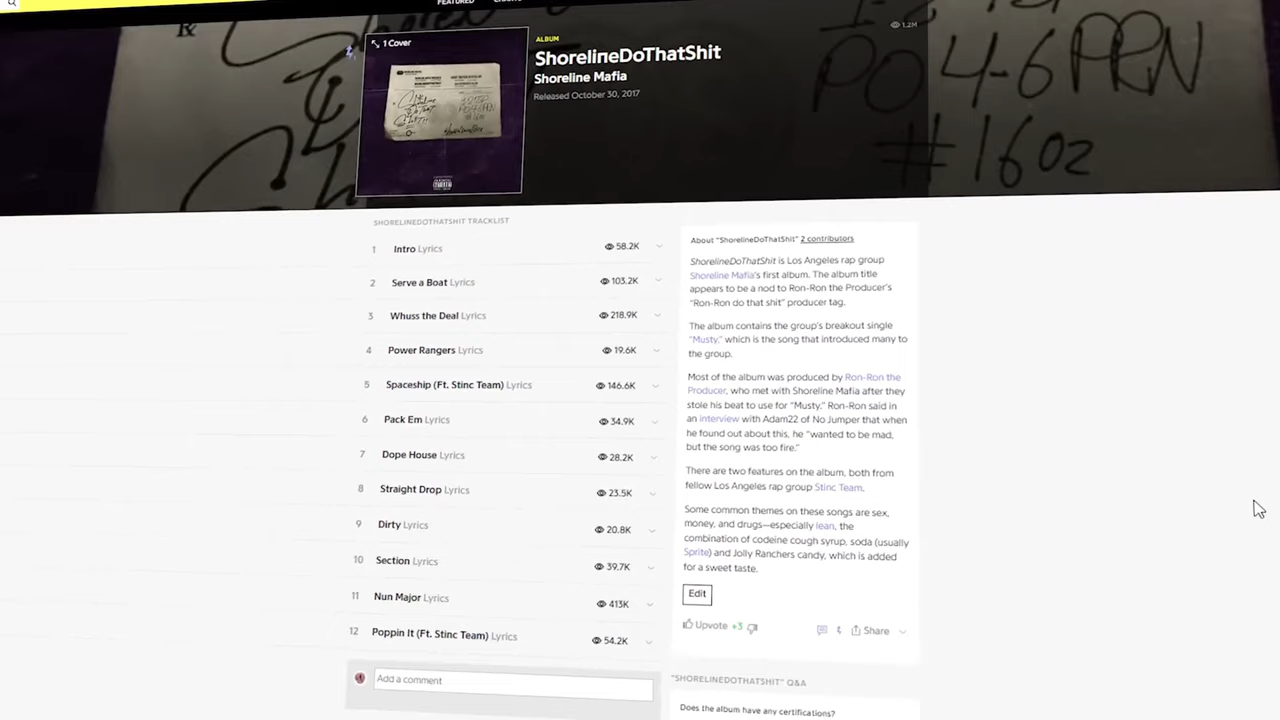 FEATURED
1 Cover
ALBUM
ShorelineDoThatShit
Shoreline Mafia
Released October 30, 2017
1.2M
PO 4-6 PRN
#16oz
SHORELINEDOTHATSHIT TRACKLIST
1 Intro Lyrics 58.2K
2 Serve a Boat Lyrics 103.2K
3 Whuss the Deal Lyrics 218.9K
4 Power Rangers Lyrics 19.6K
5 Spaceship (Ft. Stinc Team) Lyrics 146.6K
6 Pack Em Lyrics 34.9K
7 Dope House Lyrics 28.2K
8 Straight Drop Lyrics 23.5K
9 Dirty Lyrics 20.8K
10 Section Lyrics 39.7K
11 Nun Major Lyrics 413K
12 Poppin It (Ft. Stinc Team) Lyrics 54.2K
Add a comment
About “ShorelineDoThatShit” 2 contributors
ShorelineDoThatShit is Los Angeles rap group
Shoreline Mafia's first album. The album title
appears to be a nod to Ron-Ron the Producer's
“Ron-Ron do that shit” producer tag.
The album contains the group's breakout single
“Musty,” which is the song that introduced many to
the group.
Most of the album was produced by Ron-Ron the
Producer, who met with Shoreline Mafia after they
stole his beat to use for “Musty.” Ron-Ron said in
an interview with Adam22 of No Jumper that when
he found out about this, he “wanted to be mad,
but the song was too fire.”
There are two features on the album, both from
fellow Los Angeles rap group Stinc Team.
Some common themes on these songs are sex,
money, and drugs—especially lean, the
combination of codeine cough syrup, soda (usually
Sprite) and Jolly Ranchers candy, which is added
for a sweet taste.
Edit
Upvote +3
Share
"SHORELINEDOTHATSHIT" Q&A
Does the album have any certifications?